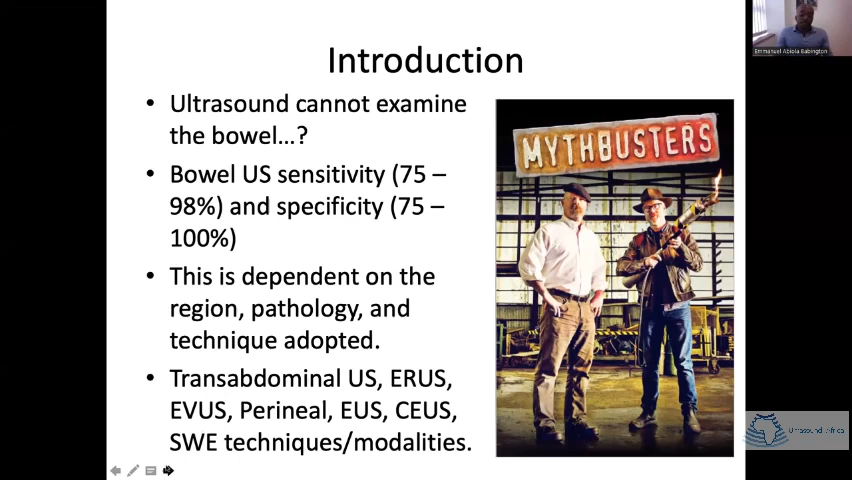 Introduction
• Ultrasound cannot examine
the bowel…?
• Bowel US sensitivity (75 –
98%) and specificity (75 –
100%)
• This is dependent on the
region, pathology, and
technique adopted.
• Transabdominal US, ERUS,
EVUS, Perineal, EUS, CEUS,
SWE techniques/modalities.
MYTHBUSTERS
Emmanuel Abiola Babington
Ultrasound Africa